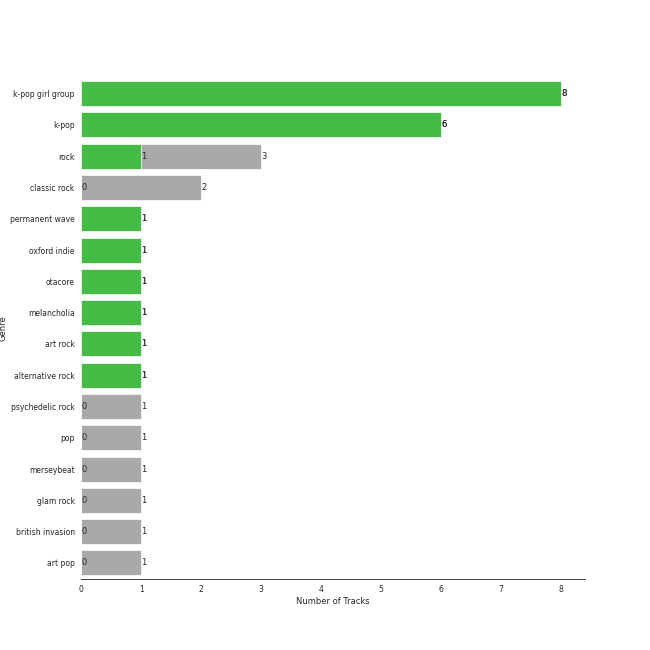 k-pop girl group 8
k-pop 6
rock 1 3
classic rock 0 2
permanent wave 1
oxford indie 1
otacore 1
melancholia 1
art rock 1
alternative rock 1
psychedelic rock 0 1
pop 0 1
merseybeat 0 1
glam rock 0 1
british invasion 0 1
art pop 0 1
0 1 2 3 4 5 6 7 8
Number of Tracks
Genre